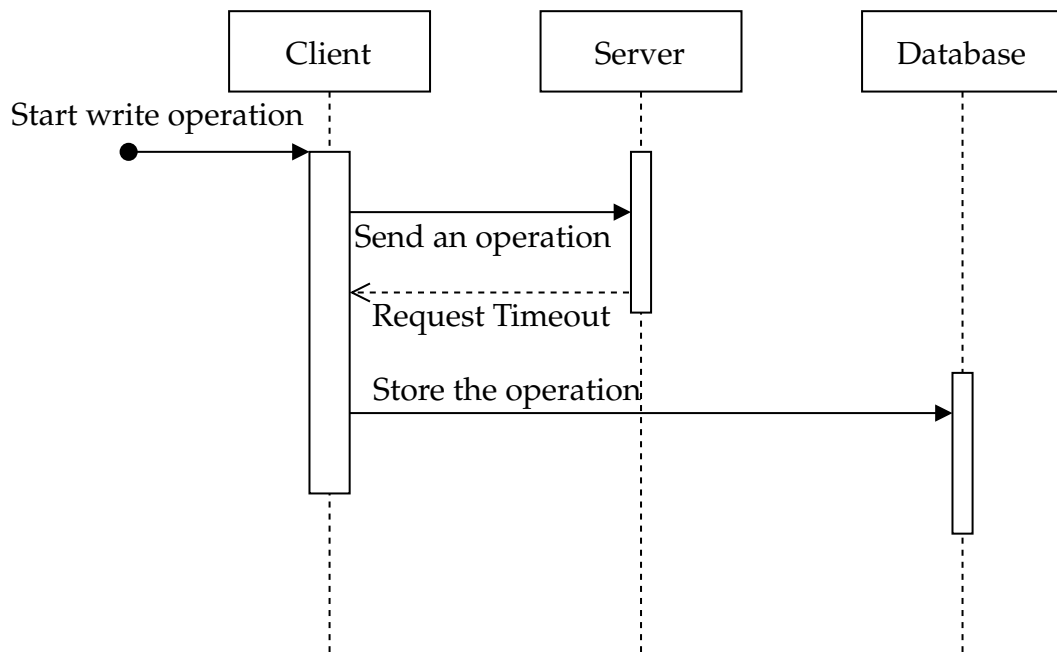 Client
Server
Database
Start write operation
Send an operation
Request Timeout
Store the operation